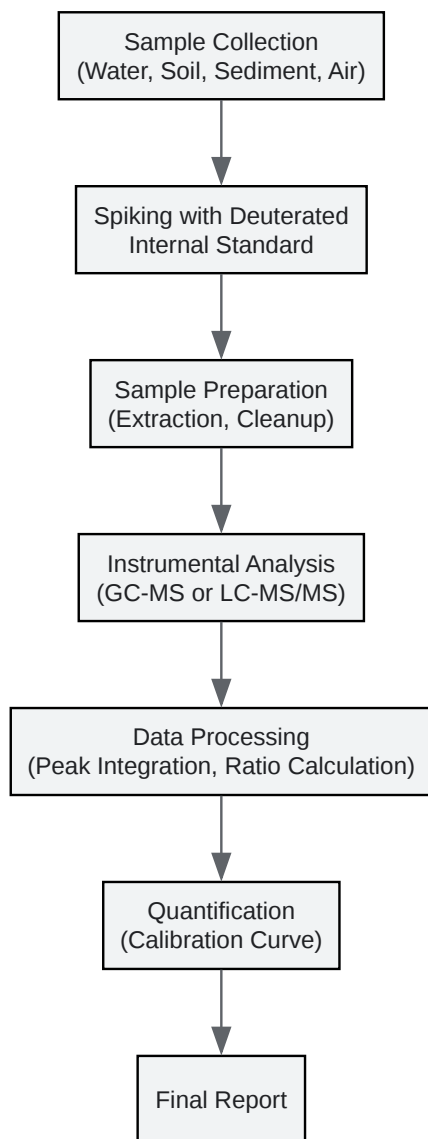 Sample Collection
(Water, Soil, Sediment, Air)
Spiking with Deuterated
Internal Standard
Sample Preparation
(Extraction, Cleanup)
Instrumental Analysis
(GC-MS or LC-MS/MS)
Data Processing
(Peak Integration, Ratio Calculation)
Quantification
(Calibration Curve)
Final Report